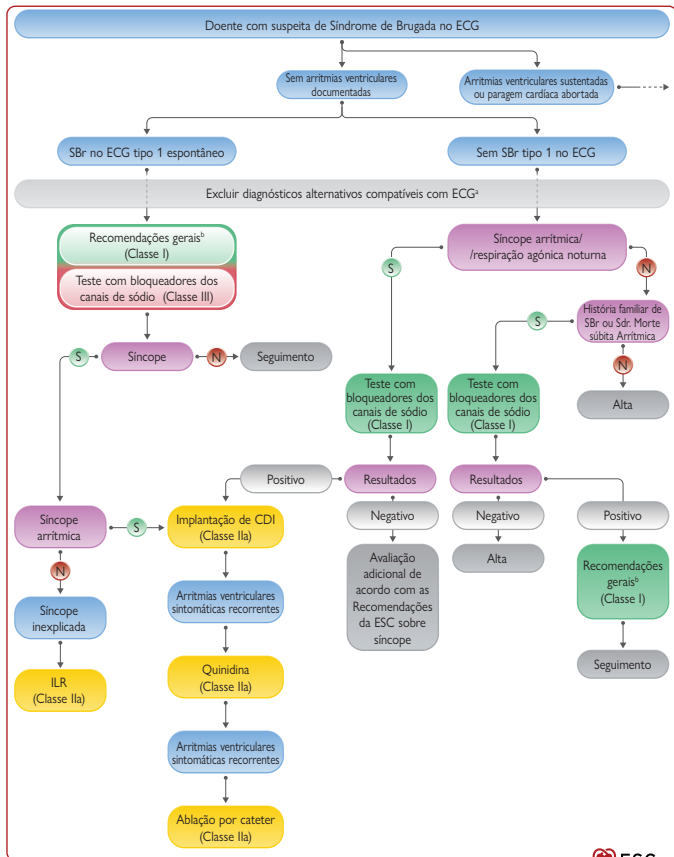 Doente com suspeita de Síndrome de Brugada no ECG
Sem arritmias ventriculares
documentadas
Arritmias ventriculares sustentadas
ou paragem cardíaca abortada
SBr no ECG tipo 1 espontâneo
Sem SBr tipo 1 no ECG
Excluir diagnósticos alternativos compatíveis com ECGª
Recomendações geraisᵇ
(Classe I)
Teste com bloqueadores dos
canais de sódio (Classe III)
Síncope arrítmica/
/respiração agónica noturna
S
N
História familiar de
SBr ou Sdr. Morte
súbita Arrítmica
S
N
S
Síncope
N
Seguimento
Teste com
bloqueadores dos
canais de sódio
(Classe I)
Teste com
bloqueadores dos
canais de sódio
(Classe I)
Alta
Positivo
Resultados
Resultados
Síncope
arrítmica
S
Implantação de CDI
(Classe IIa)
Negativo
Negativo
Positivo
N
Avaliação
adicional de
acordo com as
Recomendações
da ESC sobre
síncope
Alta
Recomendações
geraisᵇ
(Classe I)
Síncope
inexplicada
Arritmias ventriculares
sintomáticas recorrentes
Seguimento
ILR
(Classe IIa)
Quinidina
(Classe IIa)
Arritmias ventriculares
sintomáticas recorrentes
Ablação por cateter
(Classe IIa)
ESC